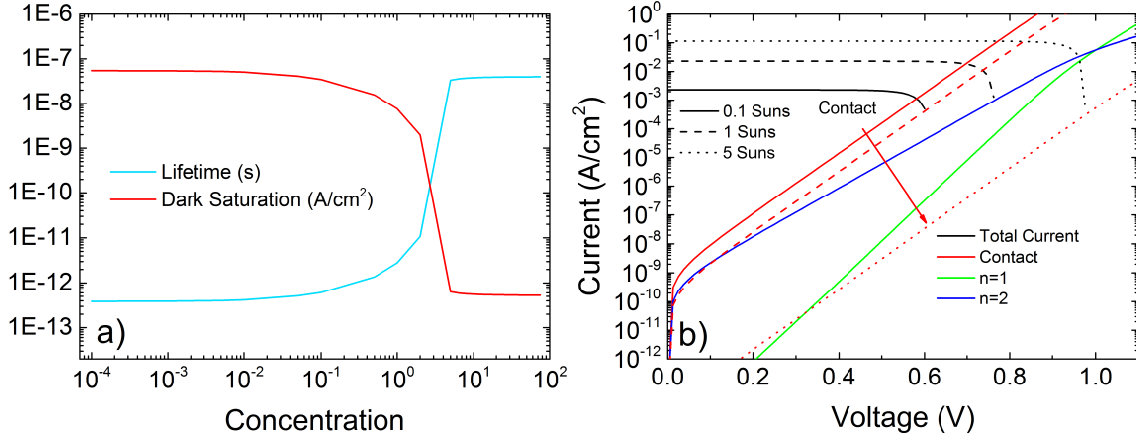 1E-6
1E-7
1E-8
1E-9
1E-10
1E-11
1E-12
1E-13
Lifetime (s)
Dark Saturation (A/cm²)
a)
10⁻⁴ 10⁻³ 10⁻² 10⁻¹ 10⁰ 10¹ 10²
Concentration
Current (A/cm²)
10⁰
10⁻¹
10⁻²
10⁻³
10⁻⁴
10⁻⁵
10⁻⁶
10⁻⁷
10⁻⁸
10⁻⁹
10⁻¹⁰
10⁻¹¹
10⁻¹²
Contact
0.1 Suns
1 Suns
5 Suns
Total Current
Contact
n=1
n=2
b)
0.0 0.2 0.4 0.6 0.8 1.0
Voltage (V)